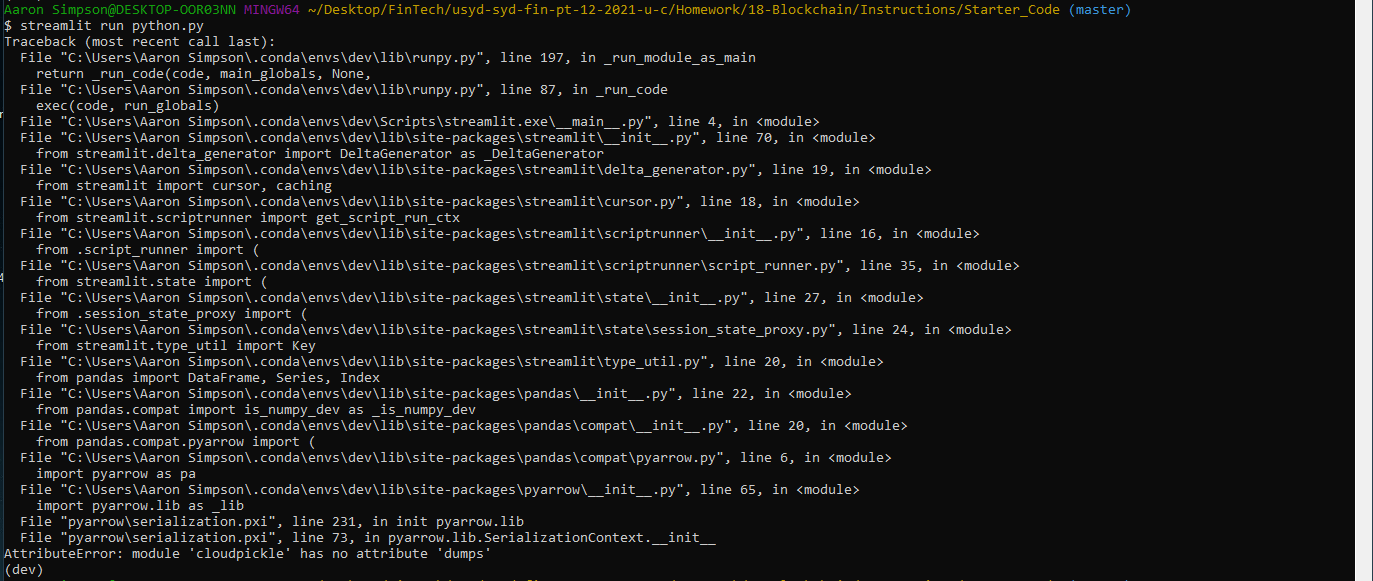 Aaron Simpson@DESKTOP-OOR03NN MINGW64 ~/Desktop/FinTech/usyd-syd-fin-pt-12-2021-u-c/Homework/18-Blockchain/Instructions/Starter_Code (master)
$ streamlit run python.py
Traceback (most recent call last):
  File "C:\Users\Aaron Simpson\.conda\envs\dev\lib\runpy.py", line 197, in _run_module_as_main
    return _run_code(code, main_globals, None,
  File "C:\Users\Aaron Simpson\.conda\envs\dev\lib\runpy.py", line 87, in _run_code
    exec(code, run_globals)
  File "C:\Users\Aaron Simpson\.conda\envs\dev\Scripts\streamlit.exe\__main__.py", line 4, in <module>
  File "C:\Users\Aaron Simpson\.conda\envs\dev\lib\site-packages\streamlit\__init__.py", line 70, in <module>
    from streamlit.delta_generator import DeltaGenerator as _DeltaGenerator
  File "C:\Users\Aaron Simpson\.conda\envs\dev\lib\site-packages\streamlit\delta_generator.py", line 19, in <module>
    from streamlit import cursor, caching
  File "C:\Users\Aaron Simpson\.conda\envs\dev\lib\site-packages\streamlit\cursor.py", line 18, in <module>
    from streamlit.scriptrunner import get_script_run_ctx
  File "C:\Users\Aaron Simpson\.conda\envs\dev\lib\site-packages\streamlit\scriptrunner\__init__.py", line 16, in <module>
    from .script_runner import (
  File "C:\Users\Aaron Simpson\.conda\envs\dev\lib\site-packages\streamlit\scriptrunner\script_runner.py", line 35, in <module>
    from streamlit.state import (
  File "C:\Users\Aaron Simpson\.conda\envs\dev\lib\site-packages\streamlit\state\__init__.py", line 27, in <module>
    from .session_state_proxy import (
  File "C:\Users\Aaron Simpson\.conda\envs\dev\lib\site-packages\streamlit\state\session_state_proxy.py", line 24, in <module>
    from streamlit.type_util import Key
  File "C:\Users\Aaron Simpson\.conda\envs\dev\lib\site-packages\streamlit\type_util.py", line 20, in <module>
    from pandas import DataFrame, Series, Index
  File "C:\Users\Aaron Simpson\.conda\envs\dev\lib\site-packages\pandas\__init__.py", line 22, in <module>
    from pandas.compat import is_numpy_dev as _is_numpy_dev
  File "C:\Users\Aaron Simpson\.conda\envs\dev\lib\site-packages\pandas\compat\__init__.py", line 20, in <module>
    from pandas.compat.pyarrow import (
  File "C:\Users\Aaron Simpson\.conda\envs\dev\lib\site-packages\pandas\compat\pyarrow.py", line 6, in <module>
    import pyarrow as pa
  File "C:\Users\Aaron Simpson\.conda\envs\dev\lib\site-packages\pyarrow\__init__.py", line 65, in <module>
    import pyarrow.lib as _lib
  File "pyarrow\serialization.pxi", line 231, in init pyarrow.lib
  File "pyarrow\serialization.pxi", line 73, in pyarrow.lib.SerializationContext.__init__
AttributeError: module 'cloudpickle' has no attribute 'dumps'
(dev)